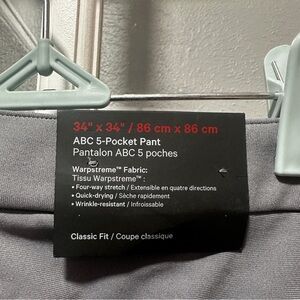 34" x 34" / 86 cm x 86 cm
ABC 5-Pocket Pant
Pantalon ABC 5 poches
Warpstreme™ Fabric:
Tissu Warpstreme™ :
• Four-way stretch / Extensible en quatre directions
• Quick-drying / Sèche rapidement
• Wrinkle-resistant / Infroissable
Classic Fit / Coupe classique